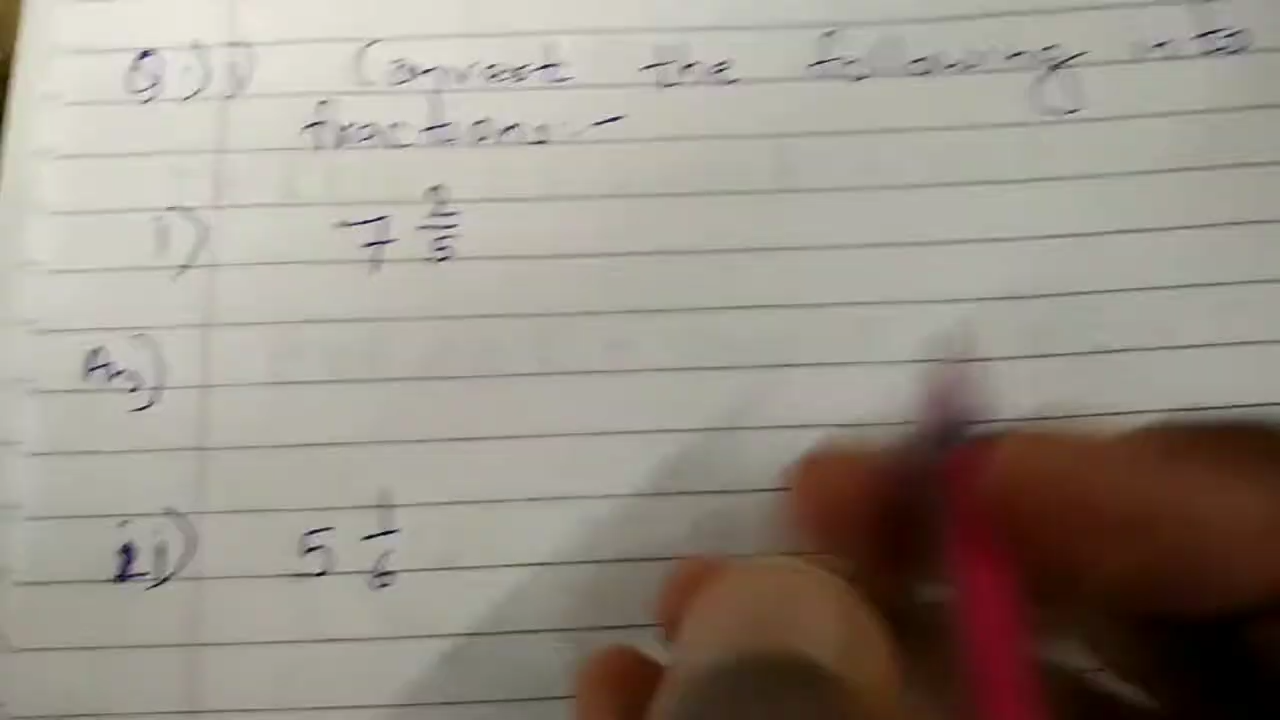 Q.) i) Convert the following into
fractions:-
i) 7 2/5
Ans)
ii) 5 1/6